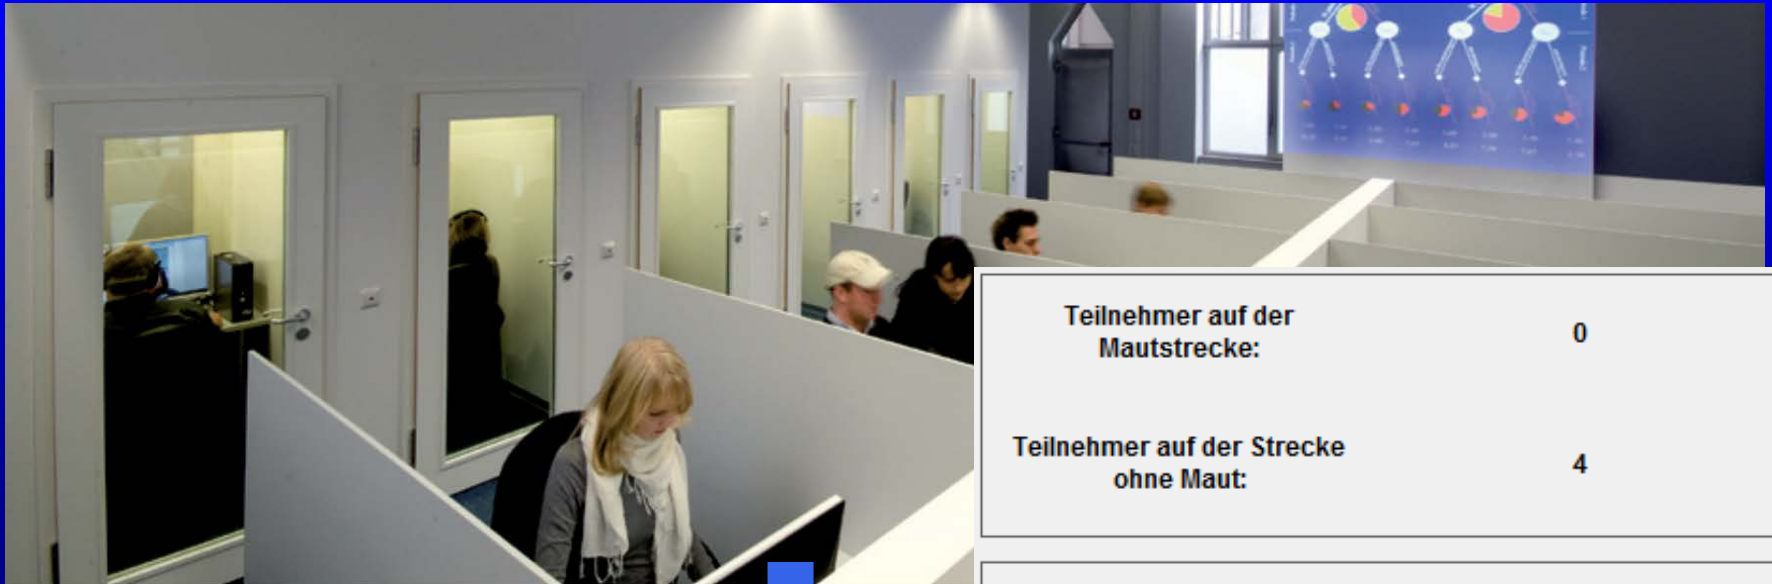 Teilnehmer auf der
Mautstrecke:
0
Teilnehmer auf der Strecke
ohne Maut:
4